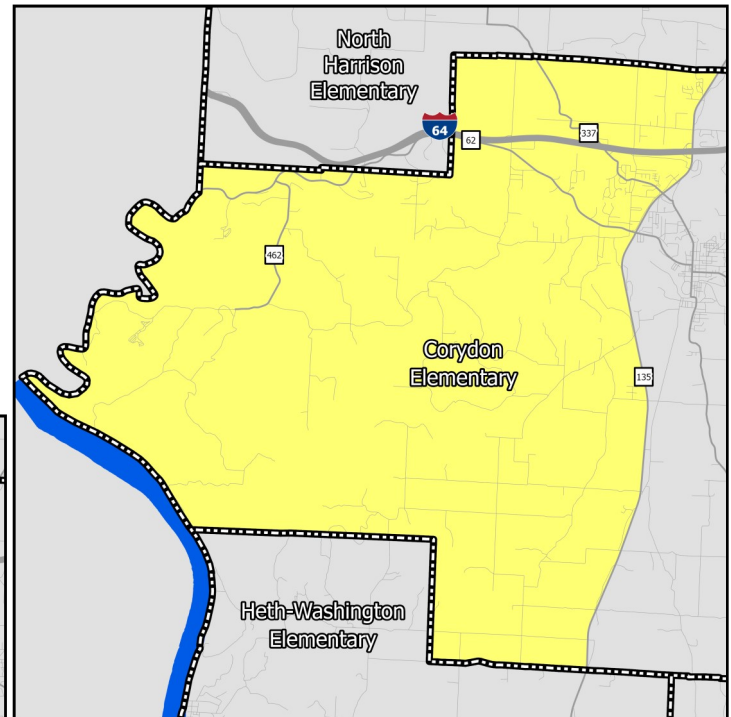 North
Harrison
Elementary
64
62
337
462
Corydon
Elementary
135
Heth-Washington
Elementary